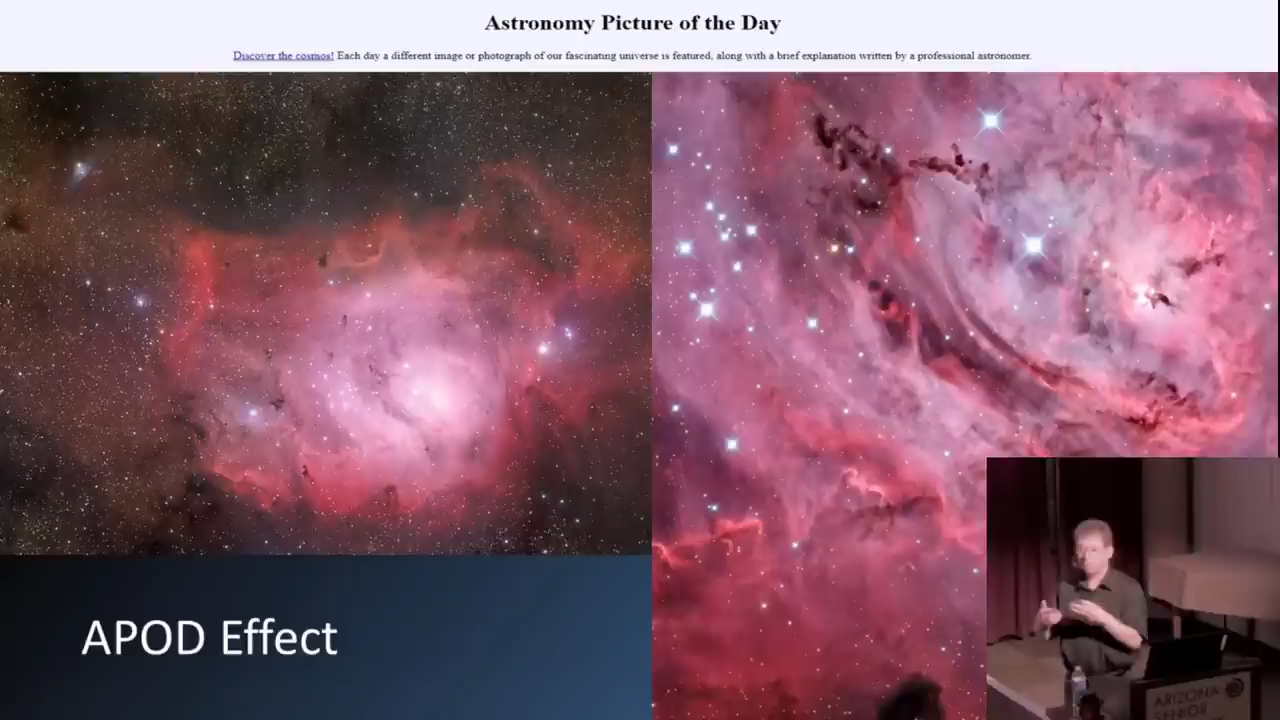 Astronomy Picture of the Day
Discover the cosmos! Each day a different image or photograph of our fascinating universe is featured, along with a brief explanation written by a professional astronomer.
APOD Effect
ARIZONA
SENIOR